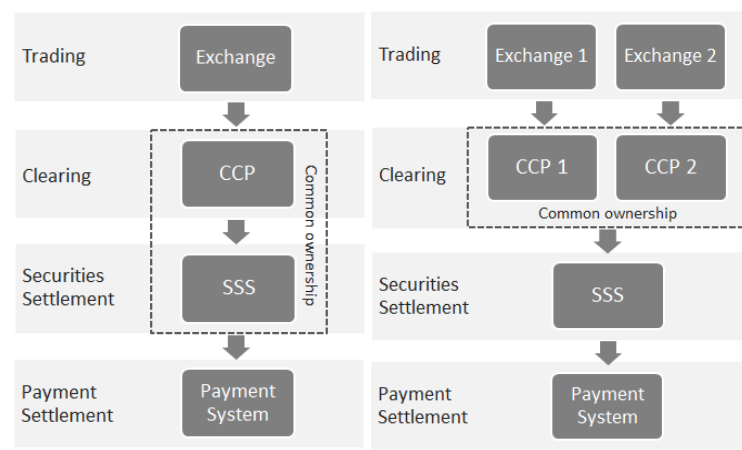 Trading
Exchange
Clearing
CCP
Common ownership
Securities
Settlement
SSS
Payment
Settlement
Payment
System
Trading
Exchange 1
Exchange 2
Clearing
CCP 1
CCP 2
Common ownership
Securities
Settlement
SSS
Payment
Settlement
Payment
System